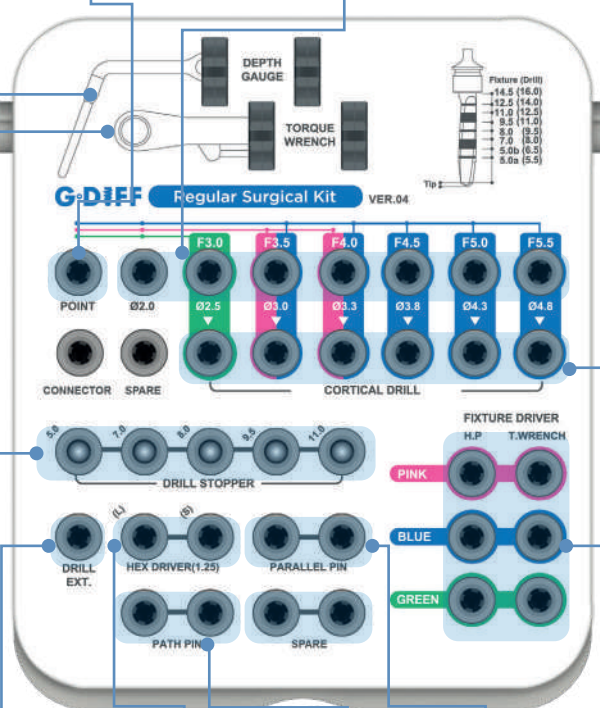 DEPTH
GAUGE
TORQUE
WRENCH
Fixture (Drill)
14.5 (16.0)
12.5 (14.0)
11.0 (12.5)
9.5 (11.0)
8.0 (9.5)
7.0 (8.0)
5.0b (6.5)
5.0a (5.5)
Tip
G·DIFF Regular Surgical Kit VER.04
F3.0 F3.5 F4.0 F4.5 F5.0 F5.5
POINT Ø2.0 Ø2.5 Ø3.0 Ø3.3 Ø3.8 Ø4.3 Ø4.8
CONNECTOR SPARE CORTICAL DRILL
FIXTURE DRIVER
H.P T.WRENCH
5.0 7.0 8.0 9.5 11.0
DRILL STOPPER
PINK
(L) (S)
BLUE
DRILL
EXT.
HEX DRIVER(1.25) PARALLEL PIN
GREEN
PATH PIN SPARE